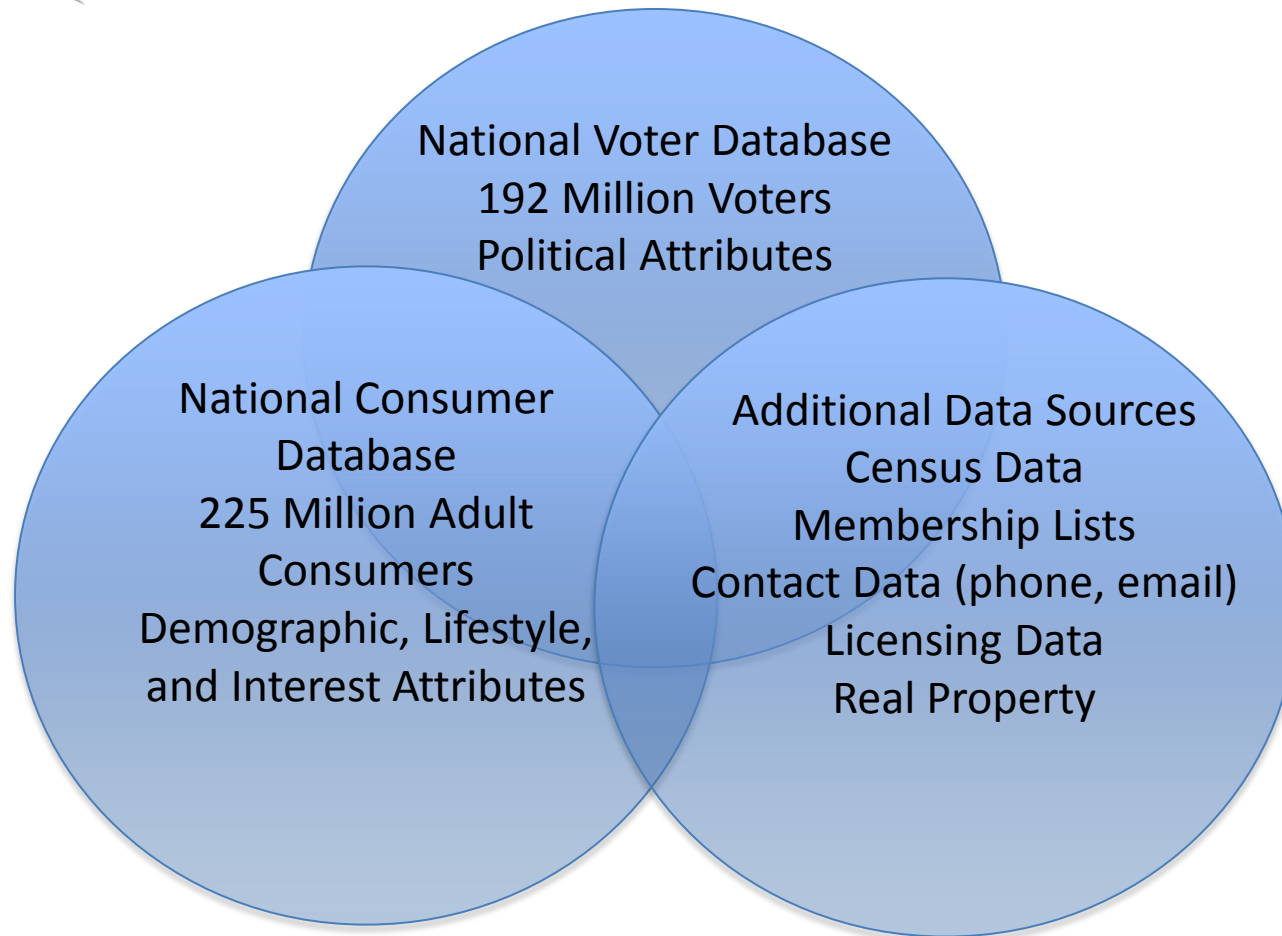 National Voter Database
192 Million Voters
Political Attributes
National Consumer
Database
225 Million Adult
Consumers
Demographic, Lifestyle,
and Interest Attributes
Additional Data Sources
Census Data
Membership Lists
Contact Data (phone, email)
Licensing Data
Real Property